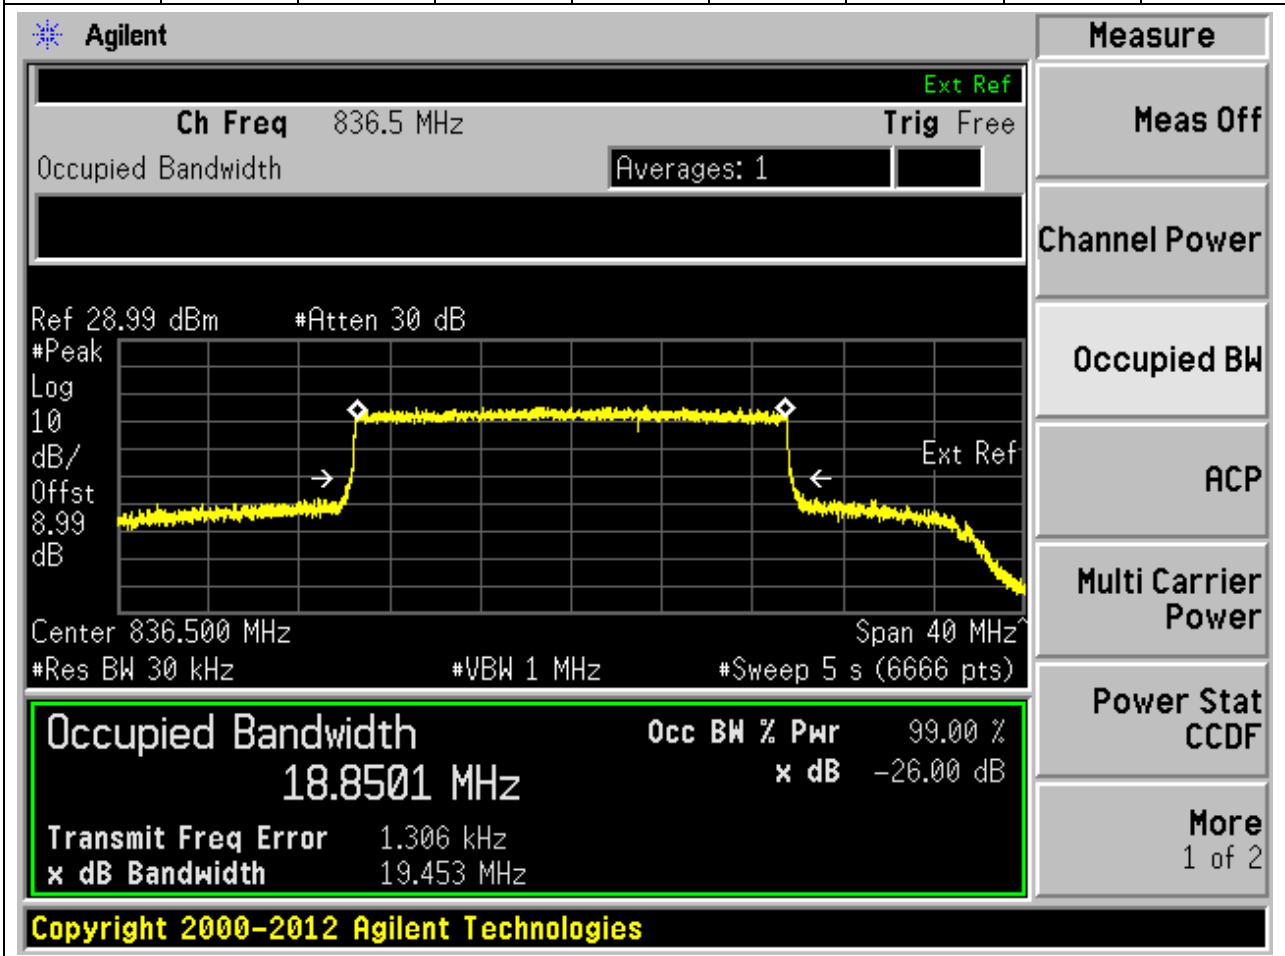 Agilent
Measure
Ext Ref
Ch Freq 836.5 MHz Trig Free
Meas Off
Occupied Bandwidth Averages: 1
Channel Power
Ref 28.99 dBm #Atten 30 dB
#Peak
Log
10
dB/
Offst
8.99
dB
Ext Ref
Occupied BW
ACP
Center 836.500 MHz Span 40 MHz^
#Res BW 30 kHz #VBW 1 MHz #Sweep 5 s (6666 pts)
Multi Carrier
Power
Occupied Bandwidth Occ BW % Pwr 99.00 %
18.8501 MHz x dB -26.00 dB
Transmit Freq Error 1.306 kHz
x dB Bandwidth 19.453 MHz
Power Stat
CCDF
More
1 of 2
Copyright 2000-2012 Agilent Technologies